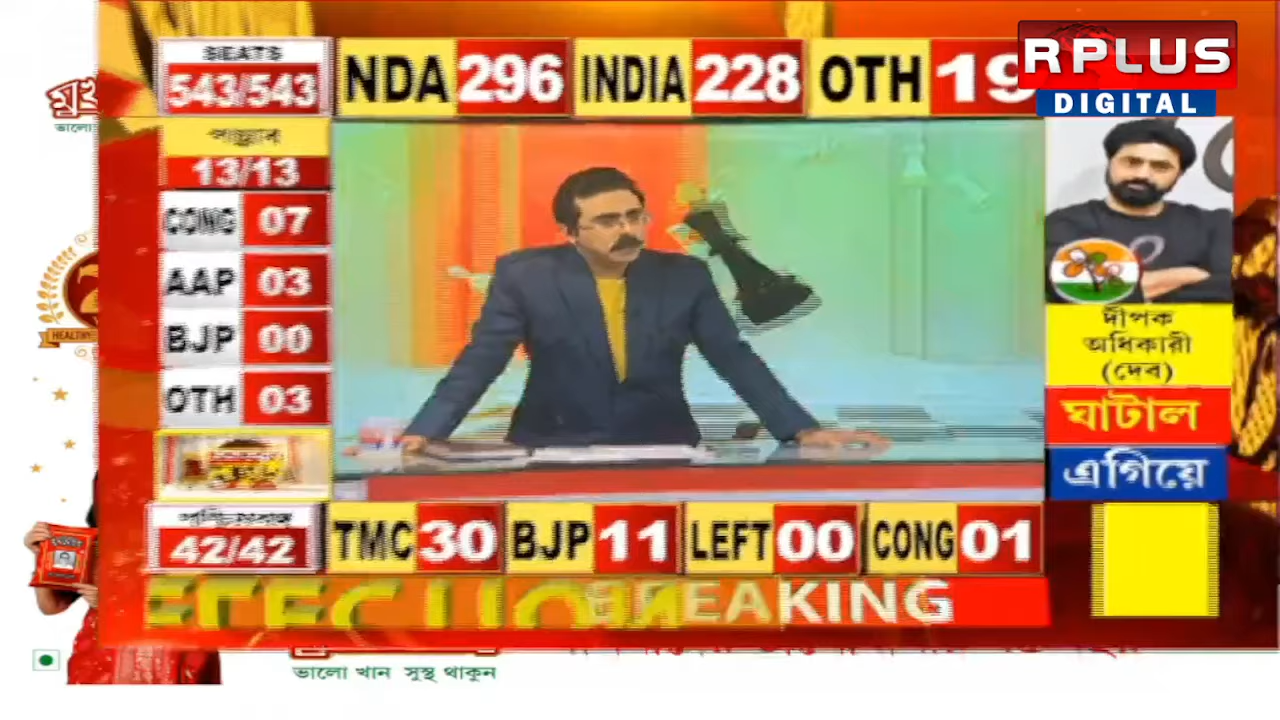 SEATS
543/543
NDA 296 INDIA 228 OTH 19
RPLUS
DIGITAL
ভালো
পাঞ্জাব
13/13
CONG 07
AAP 03
BJP 00
OTH 03
HEALTHY
দীপক
অধিকারী
(দেব)
ঘাটাল
এগিয়ে
পশ্চিমবঙ্গ
42/42
TMC 30 BJP 11 LEFT 00 CONG 01
BREAKING
ভালো খান সুস্থ থাকুন